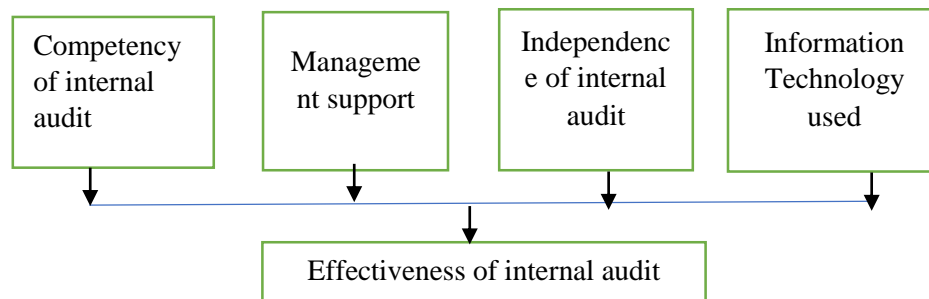 Competency
of internal
audit
Manageme
nt support
Independenc
e of internal
audit
Information
Technology
used
Effectiveness of internal audit